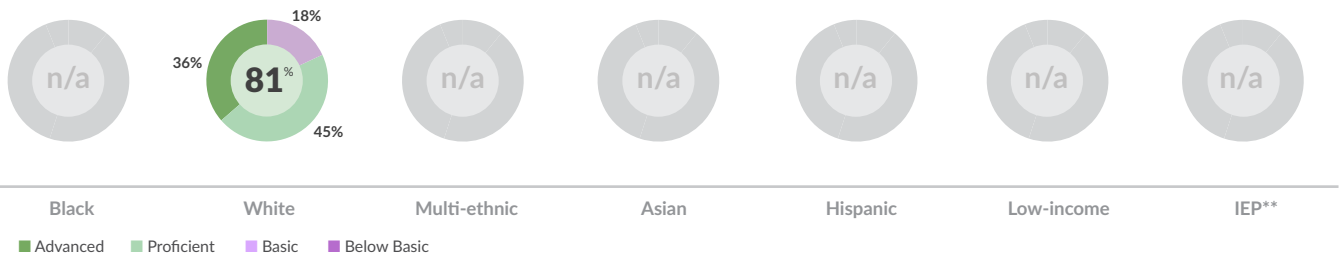 18%
36%
n/a
81%
n/a
n/a
n/a
n/a
n/a
45%
Black
White
Multi-ethnic
Asian
Hispanic
Low-income
IEP**
Advanced
Proficient
Basic
Below Basic